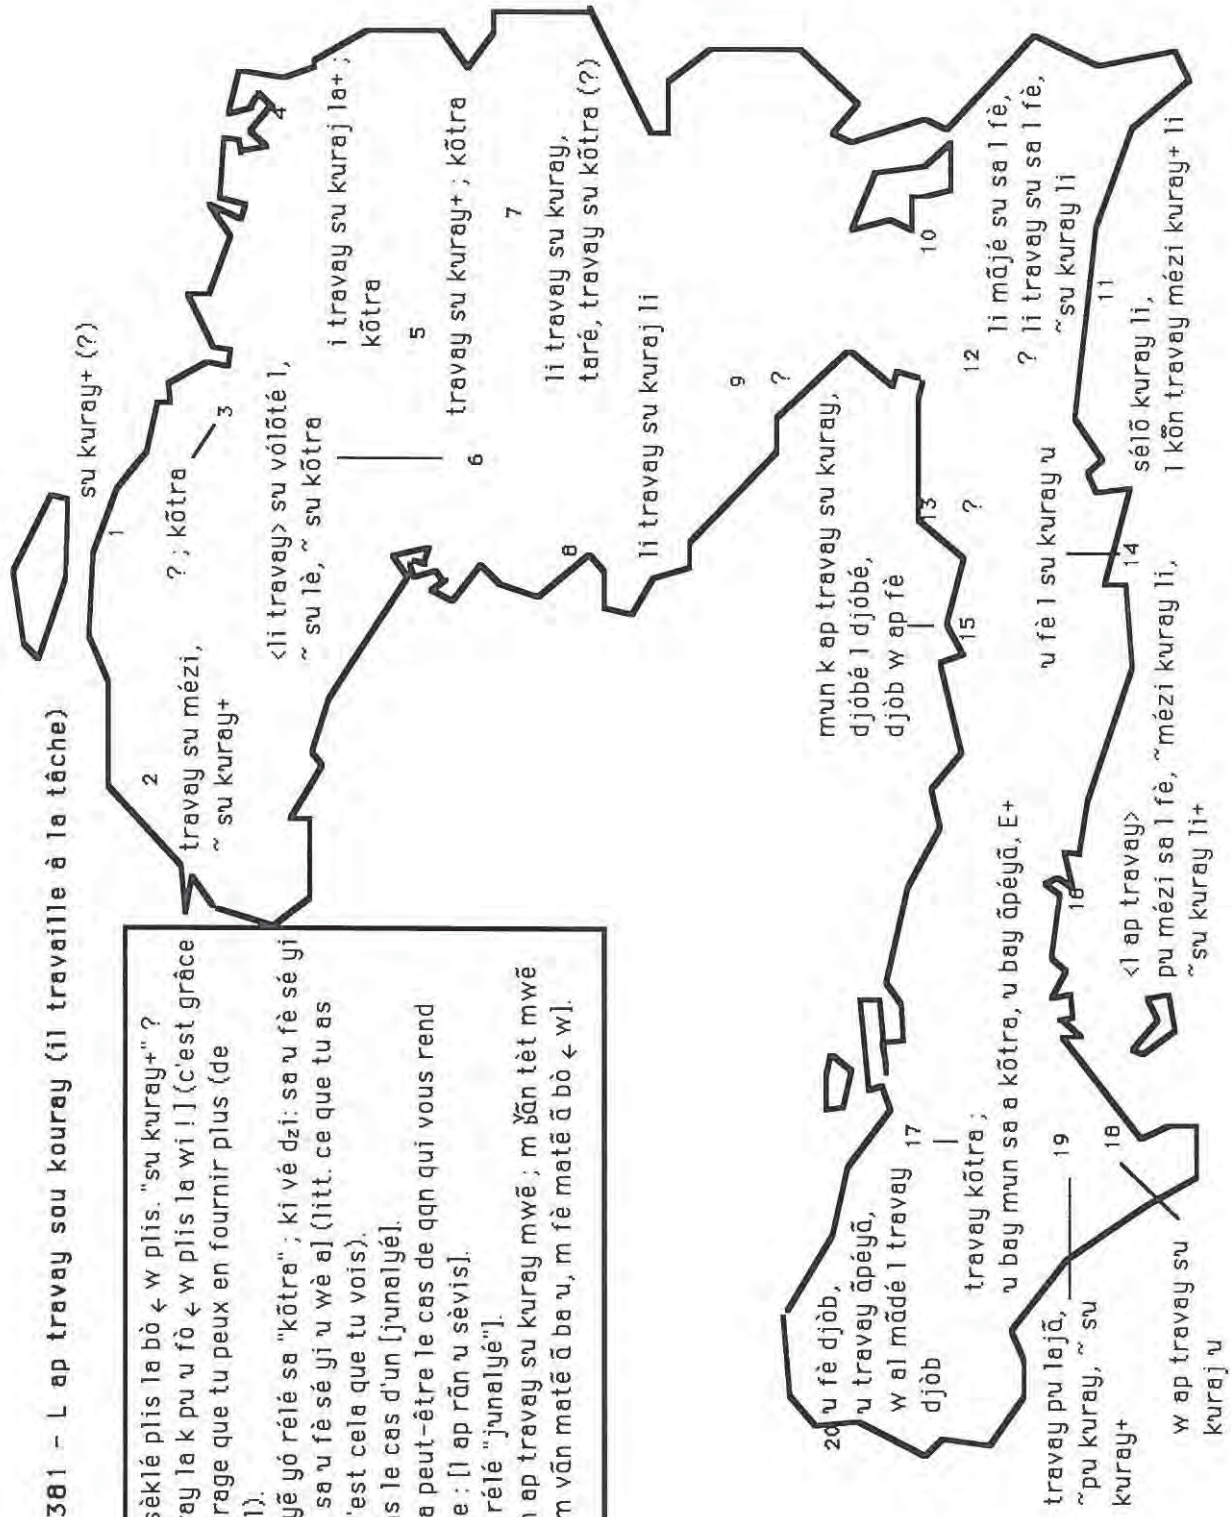 381 - L ap travay sou kouray (il travaille à la tâche)
sèklé plis la bò ← w plis. "su kuray+" ?
ay la k pu u fò ← w plis la wi ! ] (c'est grâce
rage que tu peux en fournir plus (de
l).
yẽ yó rélé sa "kõtra" ; ki vé dzi: sa u fè sé yi
sa u fè sé yi u wè a] (litt. ce que tu as
'est cela que tu vois).
s le cas d'un [junalyé].
a peut-être le cas de qqn qui vous rend
e : [l ap rãn u sèvis].
rélé "junalyé"].
ap travay su kuray mwẽ ; m yãn tèt mwẽ
m vãn matẽ ã ba u, m fè matẽ ã bò ← w].
su kuray+ (?)
1
2
travay su mézi,
~ su kuray+
? ; kõtra
3
4
<li travay> su vólõté l,
~ su lè, ~ su kõtra
6
i travay su kuraj la+ ;
kõtra
5
travay su kuray+ ; kõtra
7
li travay su kuray,
taré, travay su kõtra (?)
8
li travay su kuraj li
9
?
10
mun k ap travay su kuray,
djòbé l djòbé,
djòb w ap fè
13
?
15
12
li mãjé su sa l fè,
? li travay su sa l fè,
~su kuray li
11
sélõ kuray li,
l kõn travay mézi kuray+ li
u fè l su kuray u
14
16
<l ap travay>
pu mézi sa l fè, ~mézi kuray li,
~su kuray li+
20
u fè djòb,
u travay ãpéyã,
w al mãdé l travay
djòb
17
travay kõtra ;
u bay mun sa a kõtra, u bay ãpéyã, E+
19
travay pu lajã,
~pu kuray, ~ su
kuray+
18
w ap travay su
kuraj u